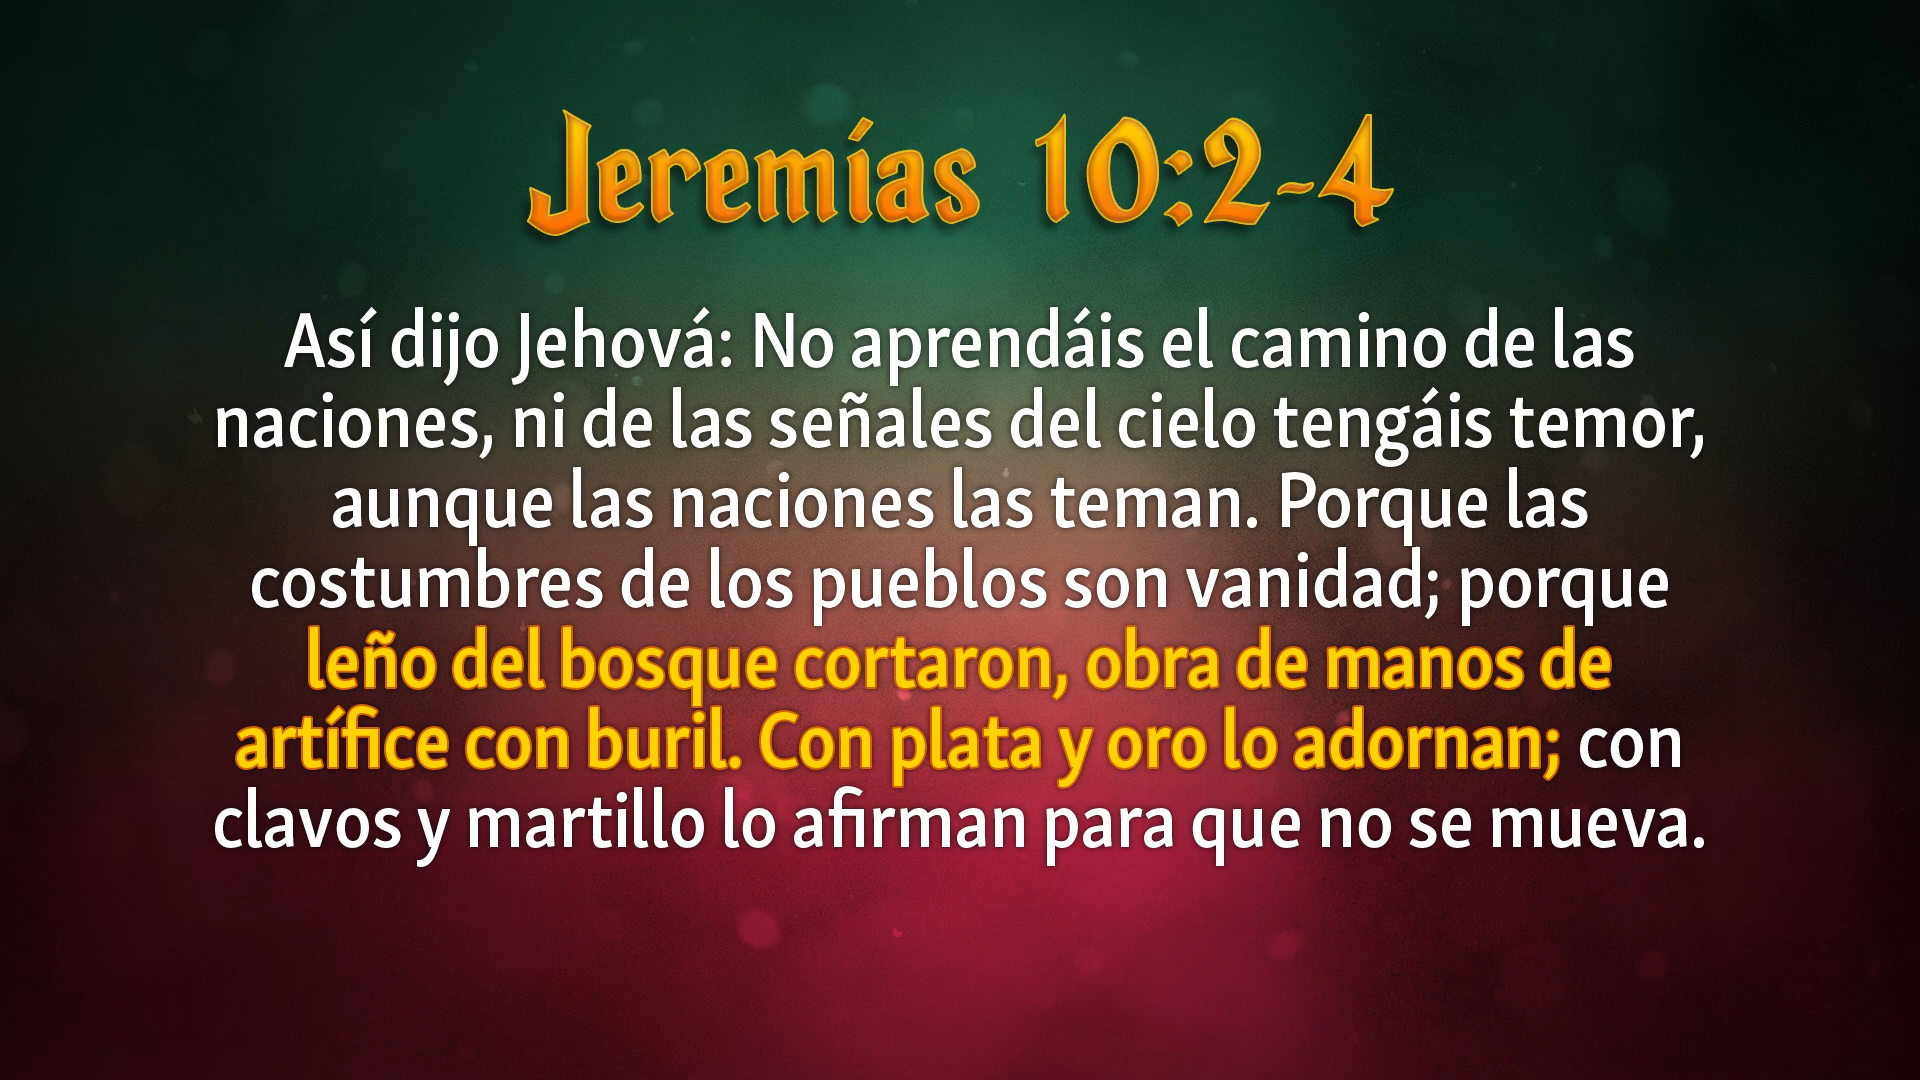 Jeremías 10:2-4
Así dijo Jehová: No aprendáis el camino de las
naciones, ni de las señales del cielo tengáis temor,
aunque las naciones las teman. Porque las
costumbres de los pueblos son vanidad; porque
leño del bosque cortaron, obra de manos de
artífice con buril. Con plata y oro lo adornan; con
clavos y martillo lo afirman para que no se mueva.